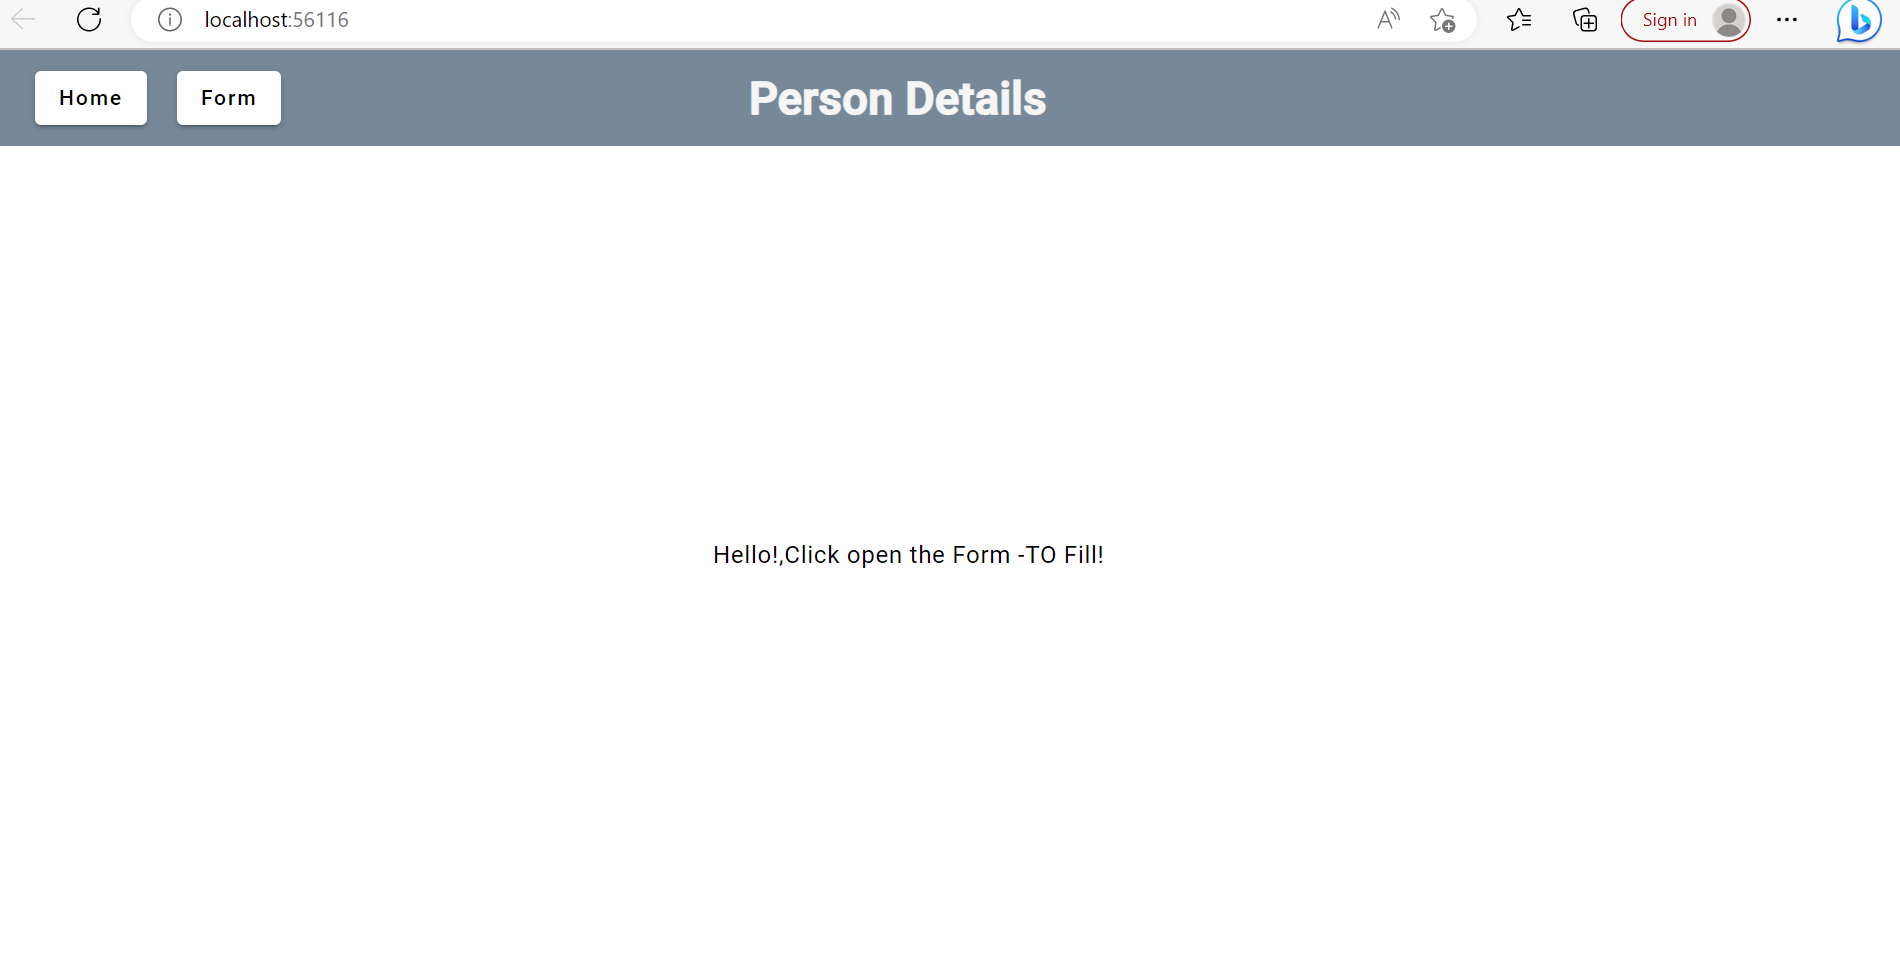 localhost:56116
Sign in
Home Form Person Details
Hello!,Click open the Form -TO Fill!